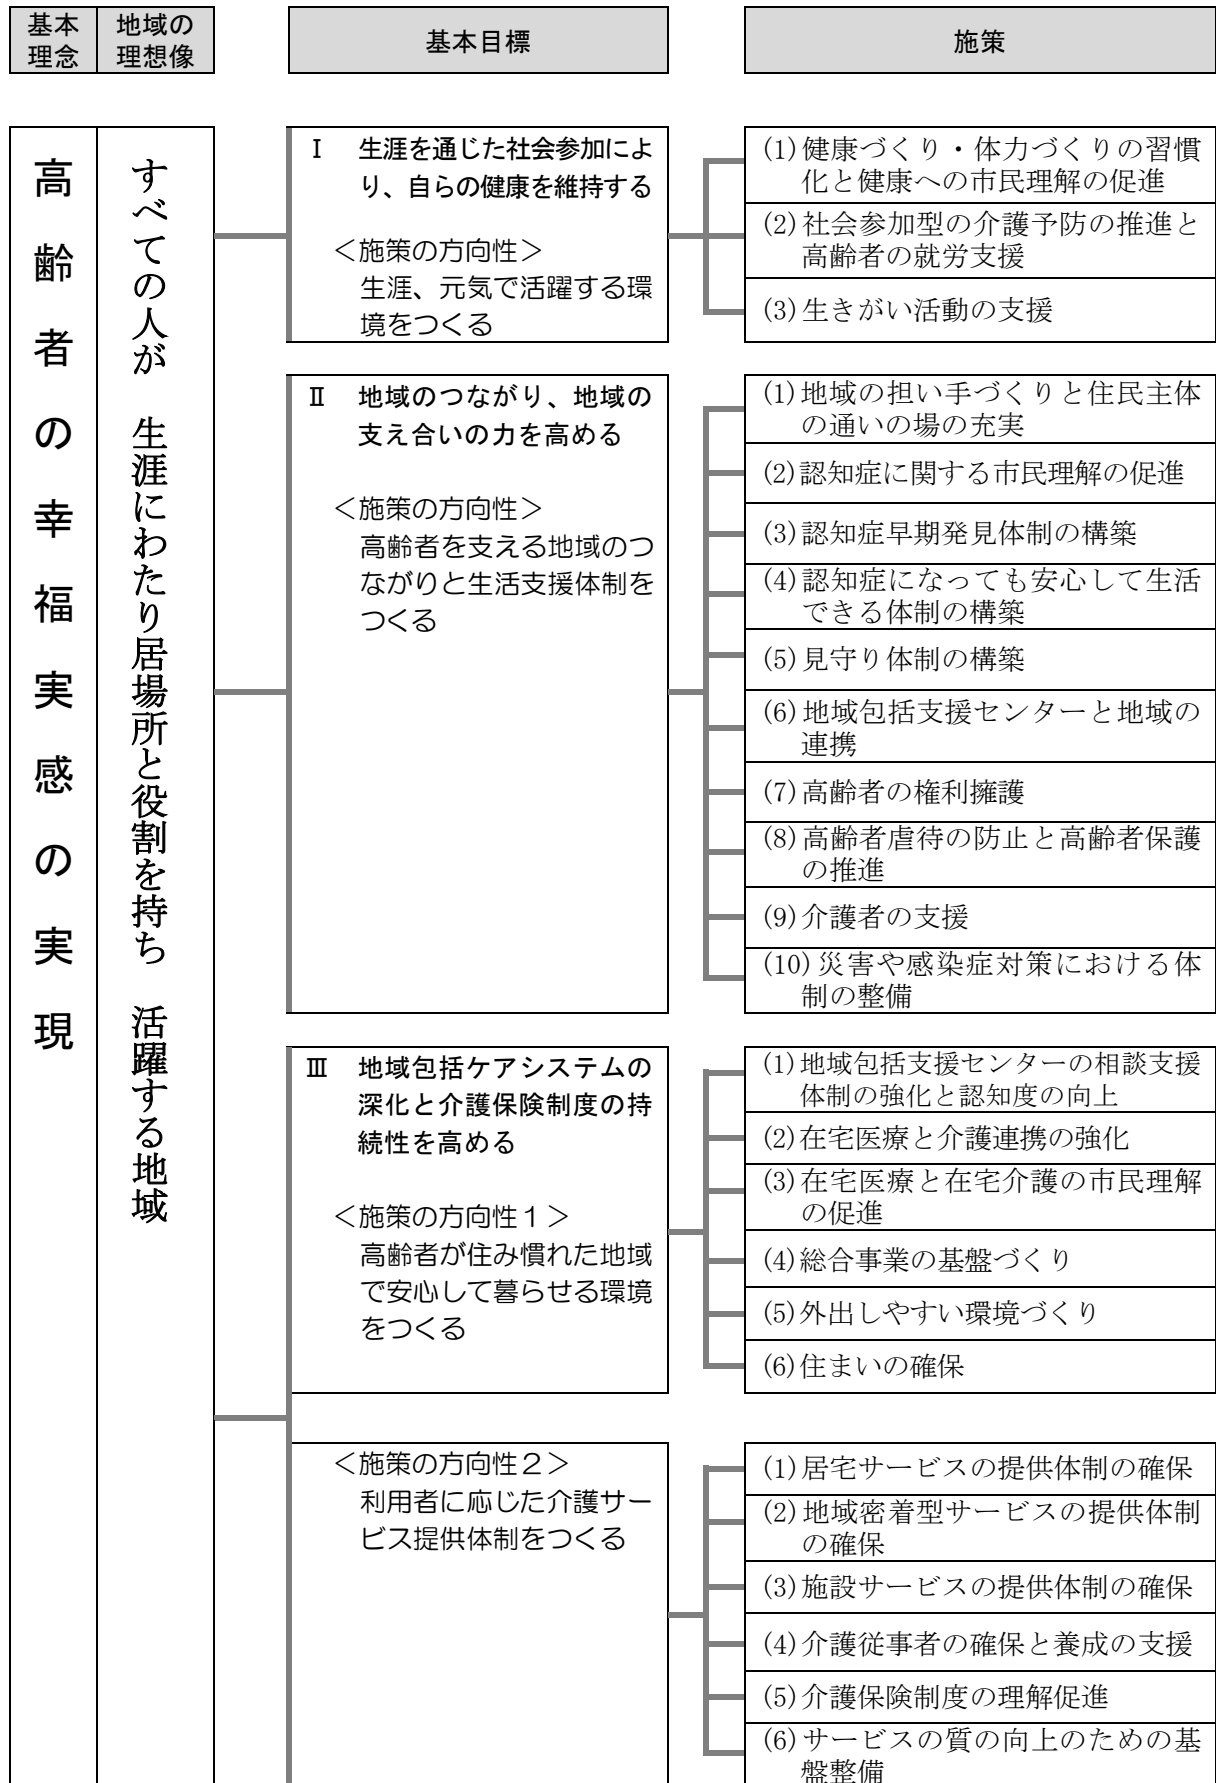 基本
理念
地域の
理想像
基本目標
施策
高齢者の幸福実感の実現
すべての人が　生涯にわたり居場所と役割を持ち　活躍する地域
Ⅰ　生涯を通じた社会参加によ
り、自らの健康を維持する
＜施策の方向性＞
生涯、元気で活躍する環
境をつくる
(1)健康づくり・体力づくりの習慣
化と健康への市民理解の促進
(2)社会参加型の介護予防の推進と
高齢者の就労支援
(3)生きがい活動の支援
Ⅱ　地域のつながり、地域の
支え合いの力を高める
＜施策の方向性＞
高齢者を支える地域のつ
ながりと生活支援体制を
つくる
(1)地域の担い手づくりと住民主体
の通いの場の充実
(2)認知症に関する市民理解の促進
(3)認知症早期発見体制の構築
(4)認知症になっても安心して生活
できる体制の構築
(5)見守り体制の構築
(6)地域包括支援センターと地域の
連携
(7)高齢者の権利擁護
(8)高齢者虐待の防止と高齢者保護
の推進
(9)介護者の支援
(10)災害や感染症対策における体
制の整備
Ⅲ　地域包括ケアシステムの
深化と介護保険制度の持
続性を高める
＜施策の方向性１＞
高齢者が住み慣れた地域
で安心して暮らせる環境
をつくる
(1)地域包括支援センターの相談支援
体制の強化と認知度の向上
(2)在宅医療と介護連携の強化
(3)在宅医療と在宅介護の市民理解
の促進
(4)総合事業の基盤づくり
(5)外出しやすい環境づくり
(6)住まいの確保
＜施策の方向性２＞
利用者に応じた介護サー
ビス提供体制をつくる
(1)居宅サービスの提供体制の確保
(2)地域密着型サービスの提供体制
の確保
(3)施設サービスの提供体制の確保
(4)介護従事者の確保と養成の支援
(5)介護保険制度の理解促進
(6)サービスの質の向上のための基
盤整備